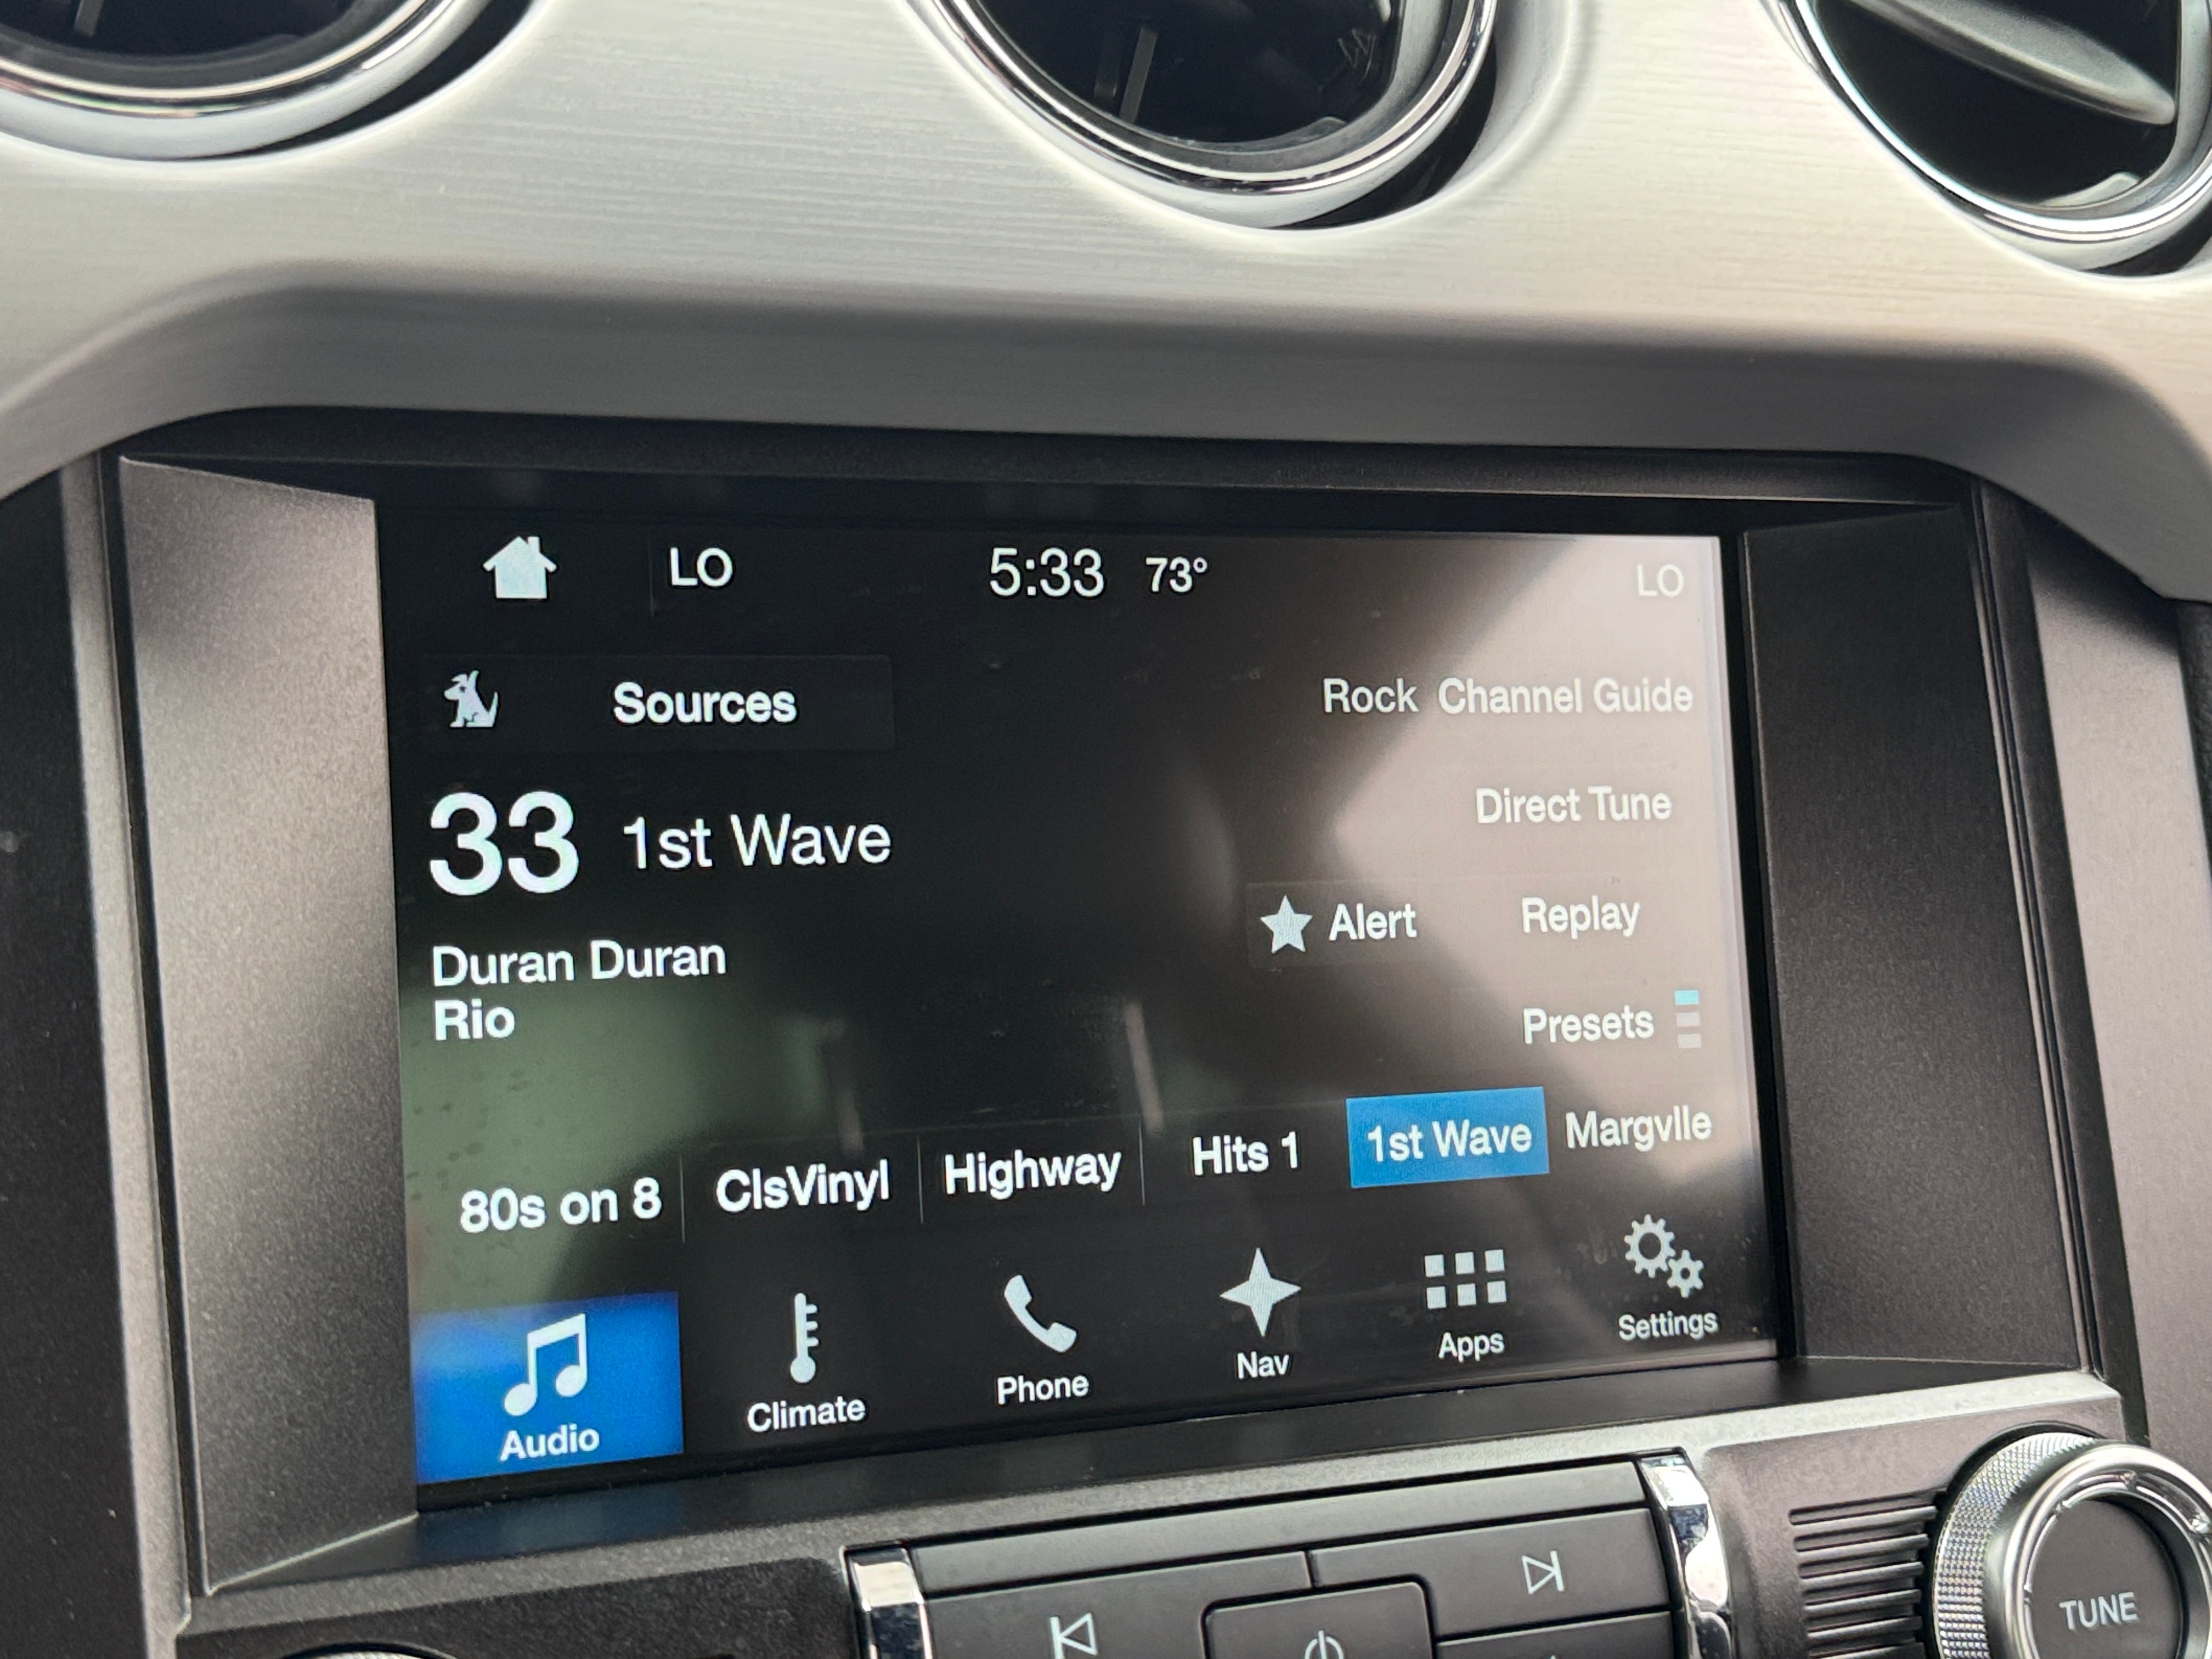 LO 5:33 73° LO
Sources Rock Channel Guide
33 1st Wave
Direct Tune
Duran Duran
Rio
Alert Replay
Presets
80s on 8 ClsVinyl Highway Hits 1 1st Wave Margvlle
Audio Climate Phone Nav Apps Settings
TUNE